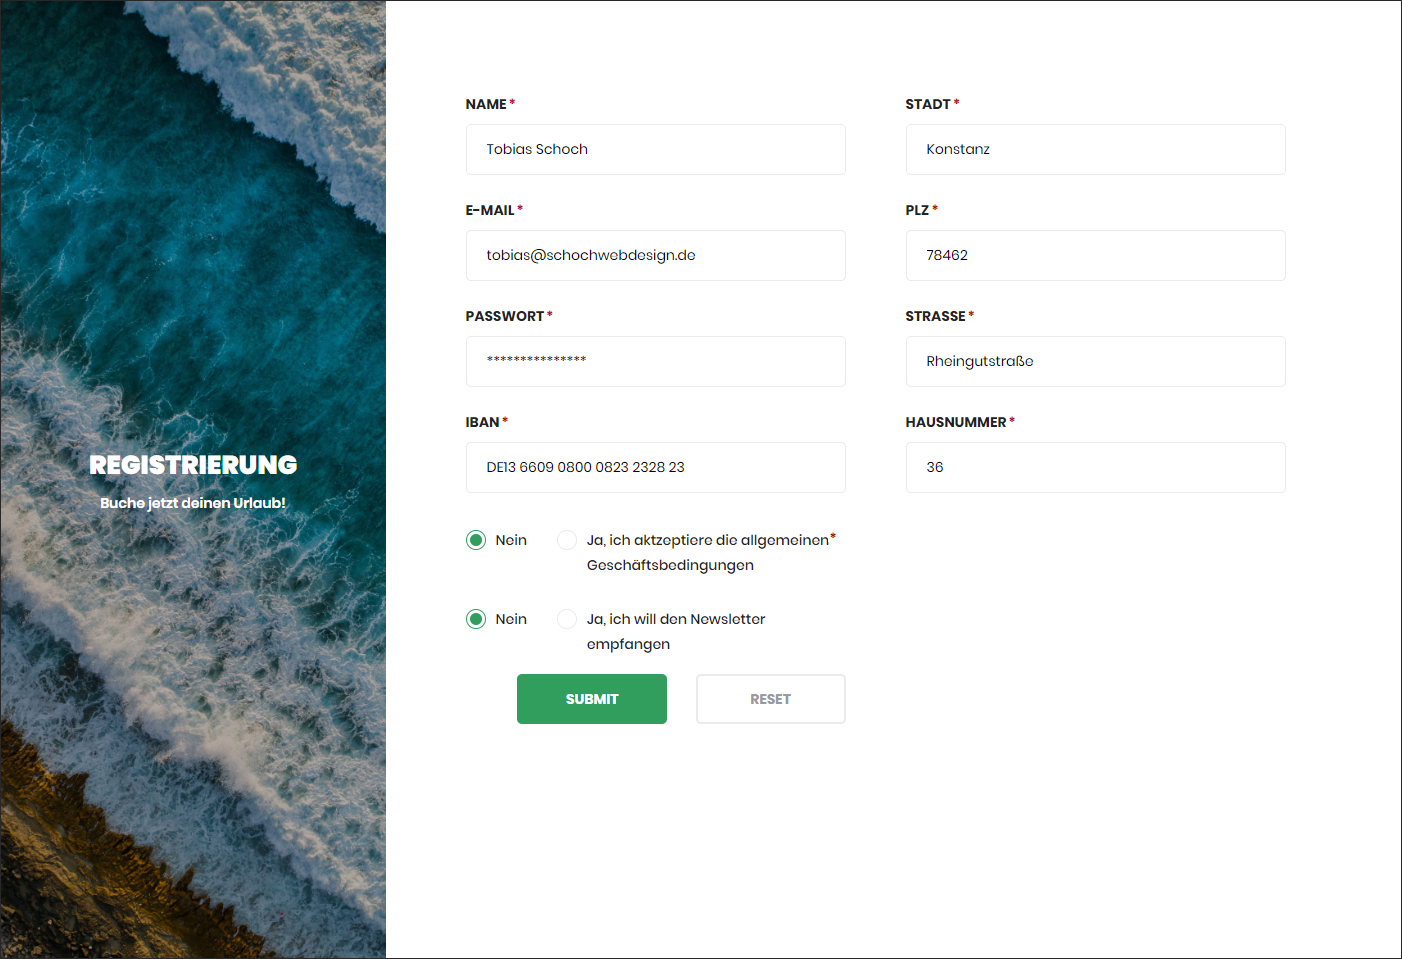 REGISTRIERUNG
Buche jetzt deinen Urlaub!
NAME *
Tobias Schoch
E-MAIL *
tobias@schochwebdesign.de
PASSWORT *
***************
IBAN *
DE13 6609 0800 0823 2328 23
Nein
Ja, ich aktzeptiere die allgemeinen*
Geschäftsbedingungen
Nein
Ja, ich will den Newsletter
empfangen
SUBMIT
RESET
STADT *
Konstanz
PLZ *
78462
STRASSE *
Rheingutstraße
HAUSNUMMER *
36